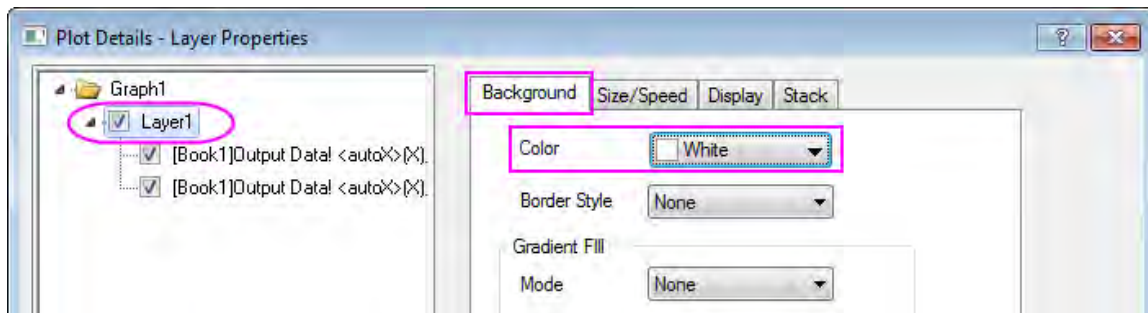 Plot Details - Layer Properties
Graph1
Layer1
[Book1]Output Data! <autoX>(X).
[Book1]Output Data! <autoX>(X).
Background Size/Speed Display Stack
Color White
Border Style None
Gradient Fill
Mode None